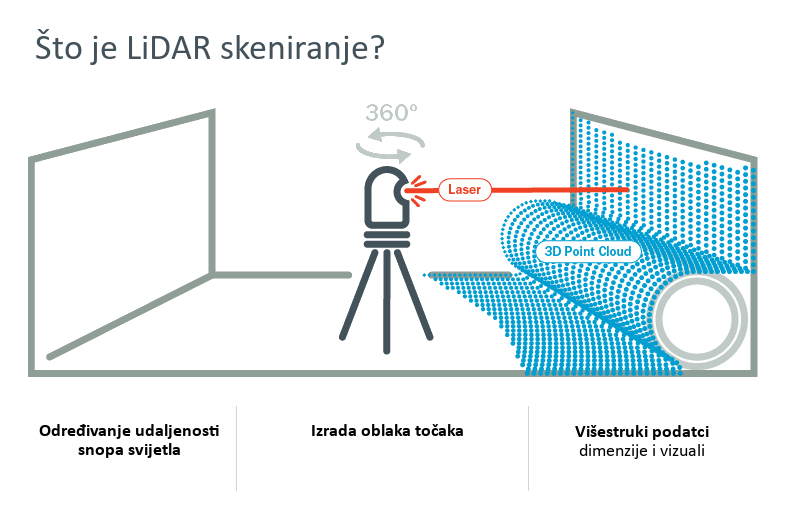 Što je LiDAR skeniranje?
360°
Laser
3D Point Cloud
Određivanje udaljenosti
snopa svijetla
Izrada oblaka točaka
Višestruki podatci
dimenzije i vizuali